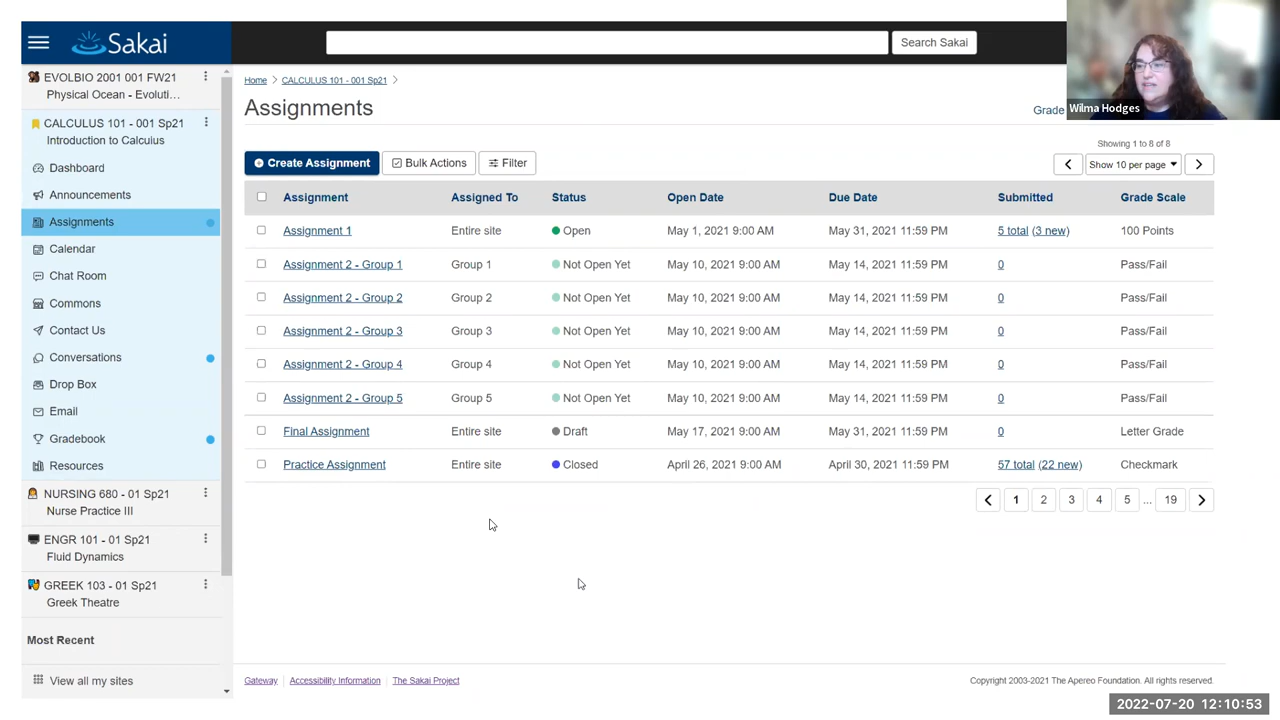 Sakai
Search Sakai
Wilma Hodges
EVOLBIO 2001 001 FW21
Physical Ocean - Evoluti...
CALCULUS 101 - 001 Sp21
Introduction to Calculus
Dashboard
Announcements
Assignments
Calendar
Chat Room
Commons
Contact Us
Conversations
Drop Box
Email
Gradebook
Resources
NURSING 680 - 01 Sp21
Nurse Practice III
ENGR 101 - 01 Sp21
Fluid Dynamics
GREEK 103 - 01 Sp21
Greek Theatre
Most Recent
View all my sites
Home CALCULUS 101 - 001 Sp21
Assignments
Grade
Showing 1 to 8 of 8
Create Assignment Bulk Actions Filter Show 10 per page
Assignment Assigned To Status Open Date Due Date Submitted Grade Scale
Assignment 1 Entire site Open May 1, 2021 9:00 AM May 31, 2021 11:59 PM 5 total (3 new) 100 Points
Assignment 2 - Group 1 Group 1 Not Open Yet May 10, 2021 9:00 AM May 14, 2021 11:59 PM 0 Pass/Fail
Assignment 2 - Group 2 Group 2 Not Open Yet May 10, 2021 9:00 AM May 14, 2021 11:59 PM 0 Pass/Fail
Assignment 2 - Group 3 Group 3 Not Open Yet May 10, 2021 9:00 AM May 14, 2021 11:59 PM 0 Pass/Fail
Assignment 2 - Group 4 Group 4 Not Open Yet May 10, 2021 9:00 AM May 14, 2021 11:59 PM 0 Pass/Fail
Assignment 2 - Group 5 Group 5 Not Open Yet May 10, 2021 9:00 AM May 14, 2021 11:59 PM 0 Pass/Fail
Final Assignment Entire site Draft May 17, 2021 9:00 AM May 31, 2021 11:59 PM 0 Letter Grade
Practice Assignment Entire site Closed April 26, 2021 9:00 AM April 30, 2021 11:59 PM 57 total (22 new) Checkmark
1 2 3 4 5 ... 19
Gateway Accessibility Information The Sakai Project Copyright 2003-2021 The Apereo Foundation. All rights reserved.
2022-07-20 12:10:53